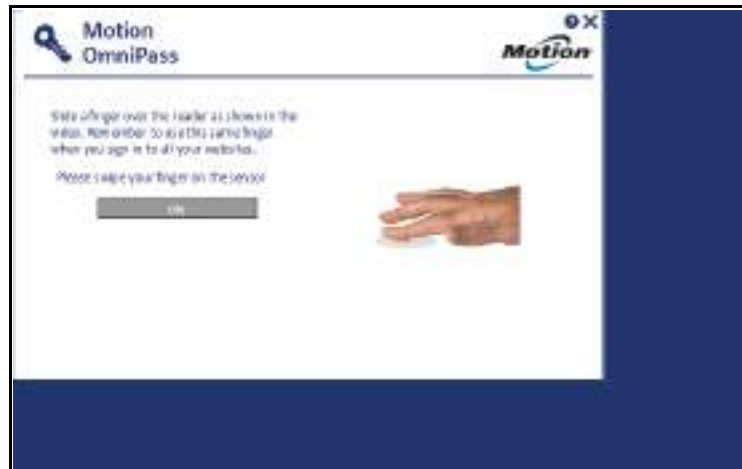 Motion
OmniPass
Motion
Slide a finger over the reader as shown in the
video. Remember to use this same finger
when you sign in to all your websites.
Please swipe your finger on the sensor